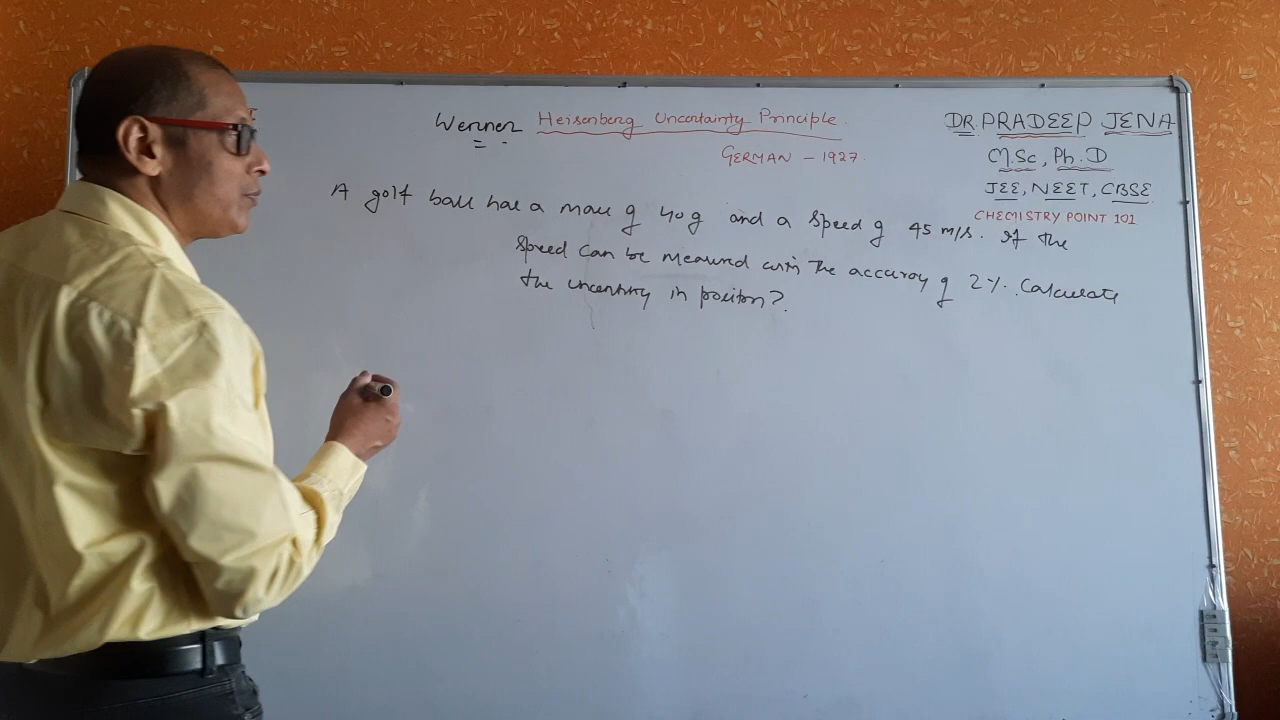 Werner Heisenberg Uncertainty Principle
GERMAN – 1927.
DR. PRADEEP JENA
M.Sc, Ph.D
JEE, NEET, CBSE
CHEMISTRY POINT 101
A golf ball has a mass of 40g and a speed of 45 m/s. If the
speed can be measured with the accuracy of 2%. Calculate
the uncertainty in position?